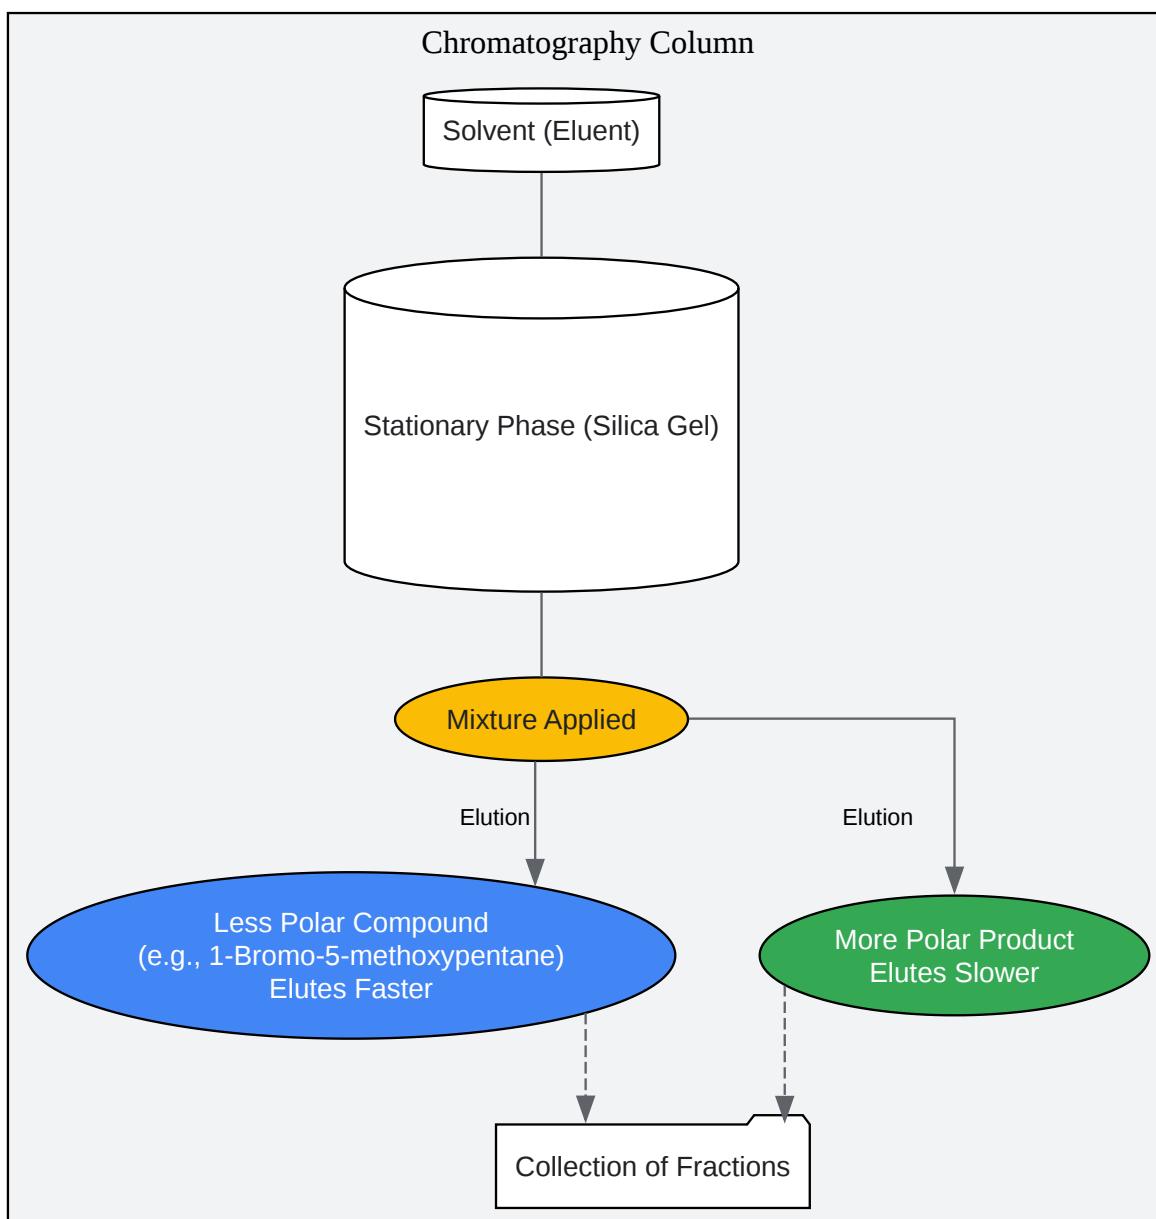 Chromatography Column
Solvent (Eluent)
Stationary Phase (Silica Gel)
Mixture Applied
Elution
Elution
Less Polar Compound
(e.g., 1-Bromo-5-methoxypentane)
Elutes Faster
More Polar Product
Elutes Slower
Collection of Fractions